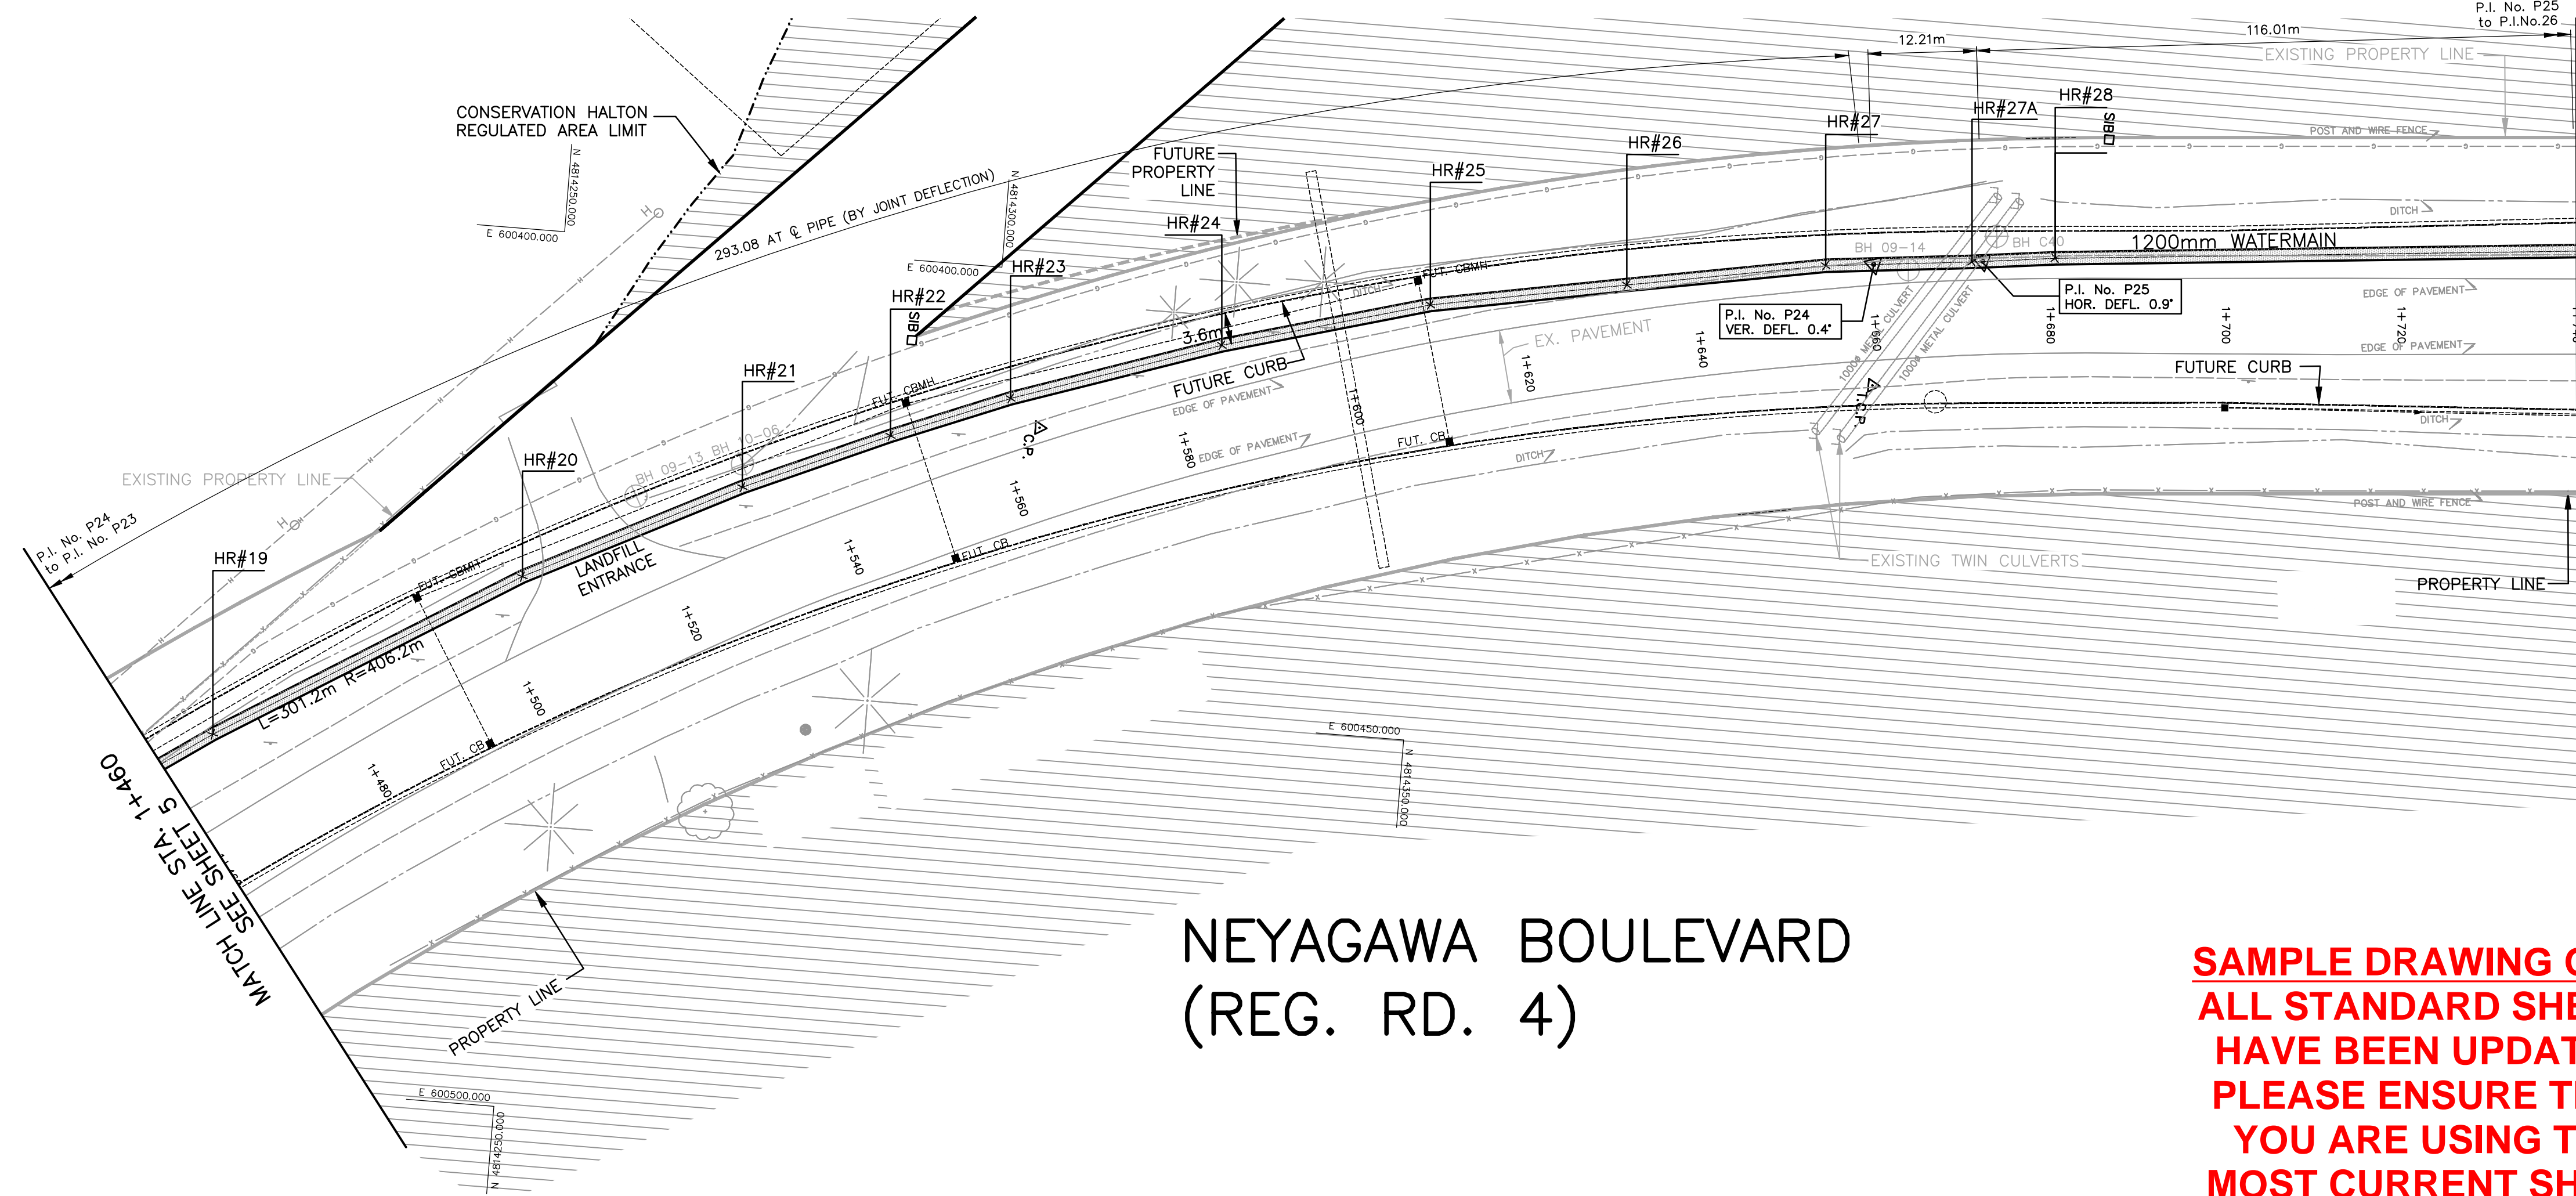 P.I. No. P25
to P.I.No.26
116.01m
12.21m
EXISTING PROPERTY LINE
CONSERVATION HALTON
REGULATED AREA LIMIT
N 4814250.000
E 600400.000
293.08 AT ℄ PIPE (BY JOINT DEFLECTION)
N 4814300.000
E 600400.000
FUTURE
PROPERTY
LINE
HR#19
HR#20
HR#21
HR#22
HR#23
HR#24
HR#25
HR#26
HR#27
HR#27A
HR#28
SIB
SIB
POST AND WIRE FENCE
DITCH
1200mm WATERMAIN
BH 09-14
BH C40
EDGE OF PAVEMENT
P.I. No. P24
VER. DEFL. 0.4°
P.I. No. P25
HOR. DEFL. 0.9°
1000ø METAL CULVERT
1000ø METAL CULVERT
EDGE OF PAVEMENT
FUTURE CURB
DITCH
T.C.P.
FUT. CBMH
DITCH
3.6m
FUTURE CURB
EX. PAVEMENT
EDGE OF PAVEMENT
EDGE OF PAVEMENT
DITCH
FUT. CB
FUT. CBMH
C.P.
BH 09-13
BH 10-06
EXISTING PROPERTY LINE
P.I. No. P24
to P.I. No. P23
FUT. CBMH
LANDFILL
ENTRANCE
FUT. CB
L=301.2m R=406.2m
FUT. CB
1+480
1+500
1+520
1+540
1+560
1+580
1+600
1+620
1+640
1+660
1+680
1+700
1+720
POST AND WIRE FENCE
EXISTING TWIN CULVERTS
PROPERTY LINE
E 600450.000
N 4814350.000
MATCH LINE STA. 1+460
SEE SHEET 5
PROPERTY LINE
E 600500.000
N 4814250.000
NEYAGAWA BOULEVARD
(REG. RD. 4)
SAMPLE DRAWING
ALL STANDARD SHE
HAVE BEEN UPDAT
PLEASE ENSURE T
YOU ARE USING T
MOST CURRENT SH